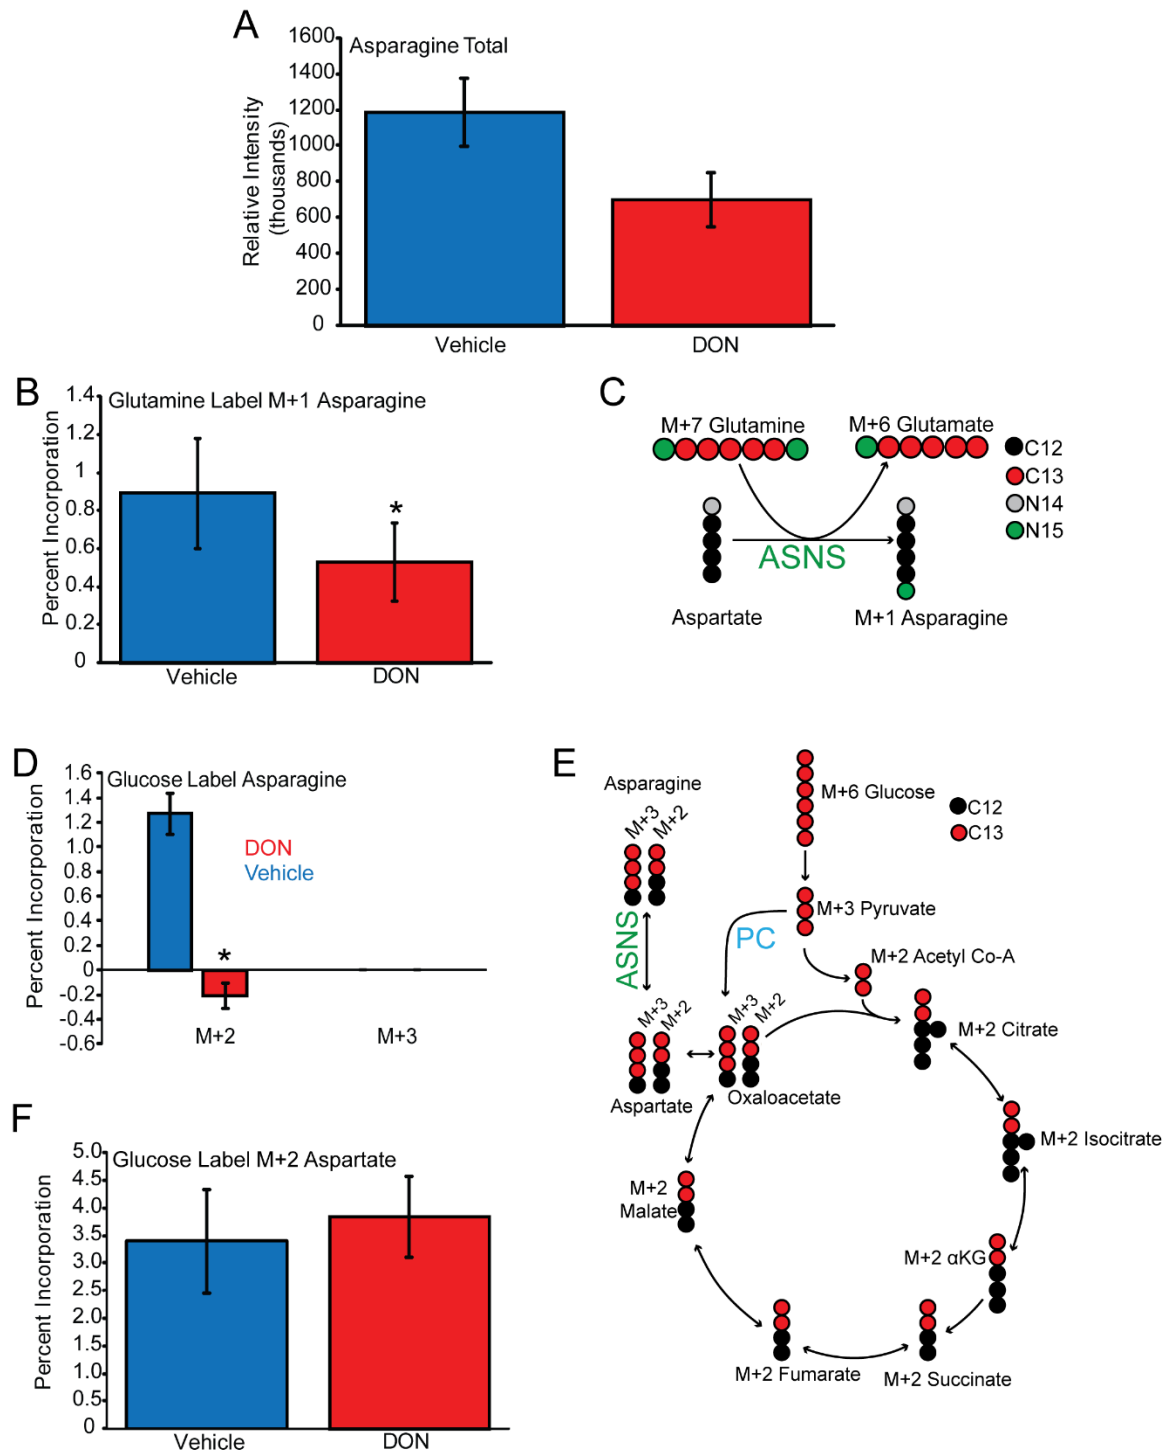 A
Asparagine Total
Relative Intensity
(thousands)
1600
1400
1200
1000
800
600
400
200
0
Vehicle
DON
B
Glutamine Label M+1 Asparagine
Percent Incorporation
1.4
1.2
1
0.8
0.6
0.4
0.2
0
*
Vehicle
DON
C
M+7 Glutamine
M+6 Glutamate
C12
C13
N14
N15
ASNS
Aspartate
M+1 Asparagine
D
Glucose Label Asparagine
Percent Incorporation
1.6
1.4
1.2
1.0
0.8
0.6
0.4
0.2
0
-0.2
-0.4
-0.6
DON
Vehicle
*
M+2
M+3
E
Asparagine
M+3
M+2
M+6 Glucose
C12
C13
M+3 Pyruvate
PC
ASNS
M+2 Acetyl Co-A
M+3
M+2
M+3
M+2
M+2 Citrate
Aspartate
Oxaloacetate
M+2 Isocitrate
M+2
Malate
M+2 αKG
M+2 Fumarate
M+2 Succinate
F
Glucose Label M+2 Aspartate
Percent Incorporation
5.0
4.5
4.0
3.5
3.0
2.5
2.0
1.5
1.0
0.5
0
Vehicle
DON